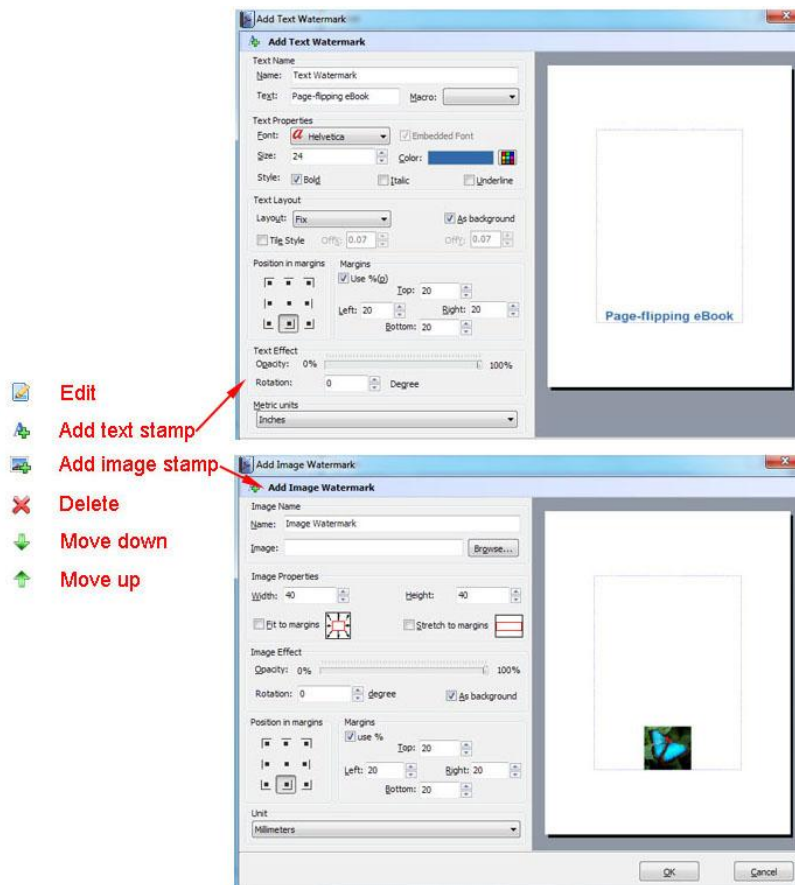 Add Text Watermark
Add Text Watermark
Text Name
Name: Text Watermark
Text: Page-flipping eBook Macro:
Text Properties
Font: a Helvetica Embedded Font
Size: 24 Color:
Style: Bold Italic Underline
Text Layout
Layout: Fix As background
Tile Style 0.07 0.07
Position in margins Margins
Use %(p)
Top: 20
Left: 20 Right: 20
Bottom: 20
Page-flipping eBook
Text Effect
Opacity: 0% 100%
Rotation: 0 Degree
Metric units
Inches
Edit
Add text stamp
Add image stamp
Delete
Move down
Move up
Add Image Watermark
Add Image Watermark
Image Name
Name: Image Watermark
Image: Browse...
Image Properties
Width: 40 Height: 40
Fit to margins Stretch to margins
Image Effect
Opacity: 0% 100%
Rotation: 0 degree As background
Position in margins Margins
use %
Top: 20
Left: 20 Right: 20
Bottom: 20
Unit
Millimeters
OK Cancel